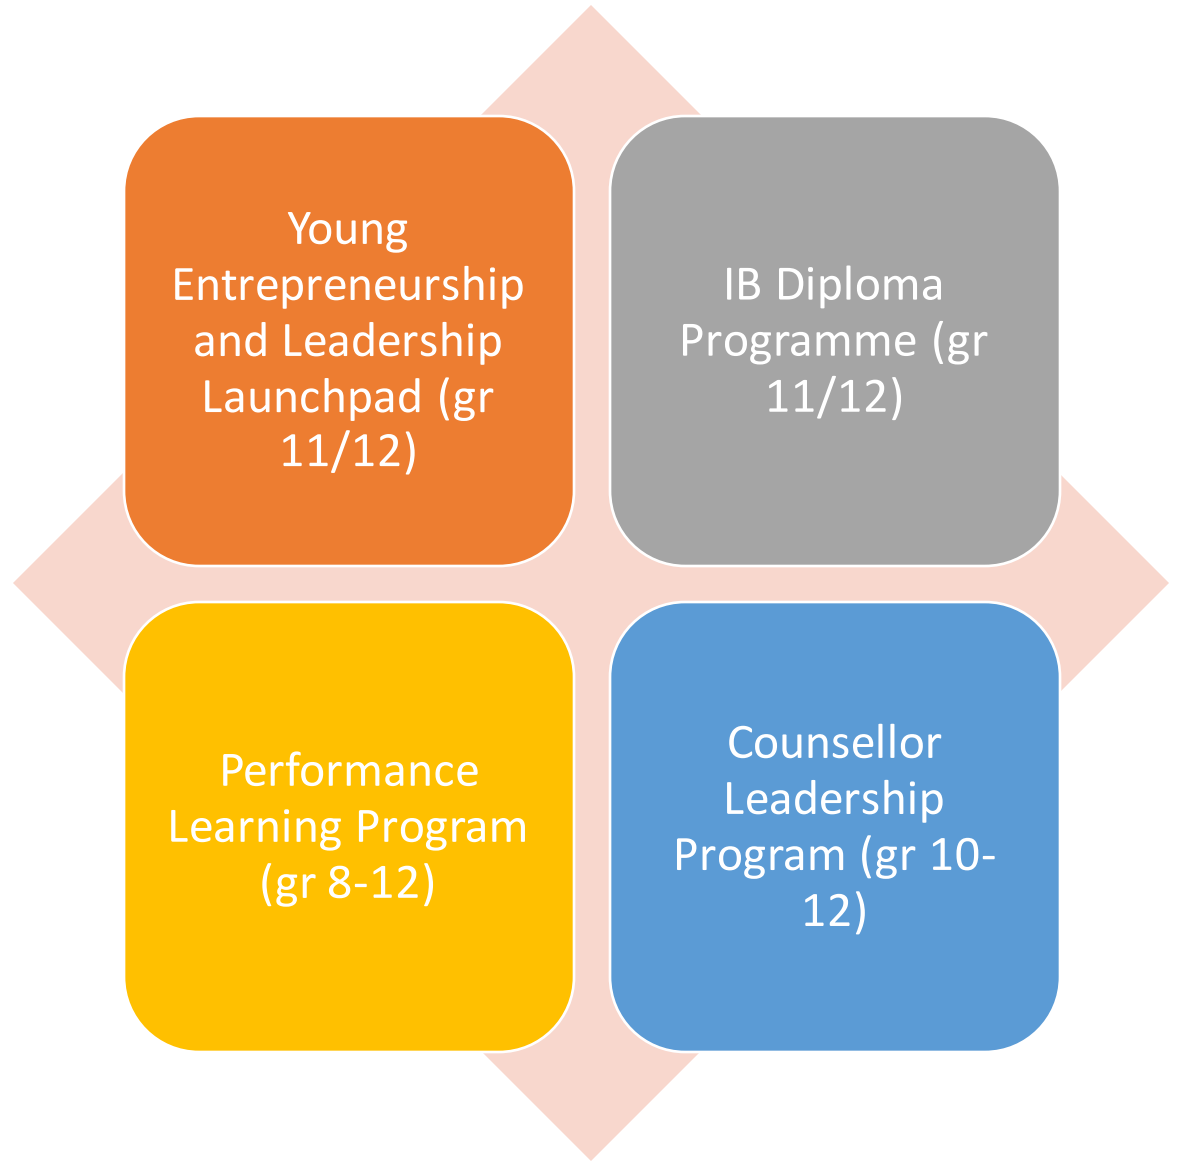 Young
Entrepreneurship
and Leadership
Launchpad (gr
11/12)
IB Diploma
Programme (gr
11/12)
Performance
Learning Program
(gr 8-12)
Counsellor
Leadership
Program (gr 10-
12)